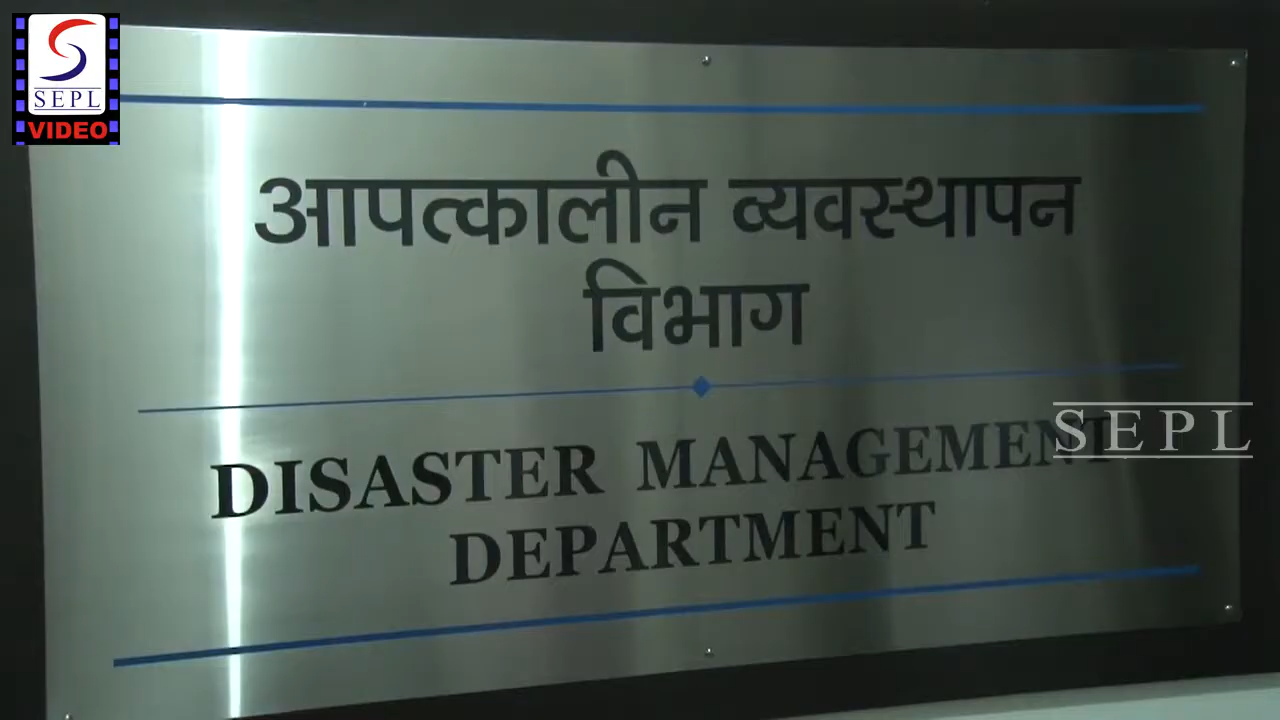 SEPL
VIDEO
आपत्कालीन व्यवस्थापन
विभाग
DISASTER MANAGEMENT
SEPL
DEPARTMENT